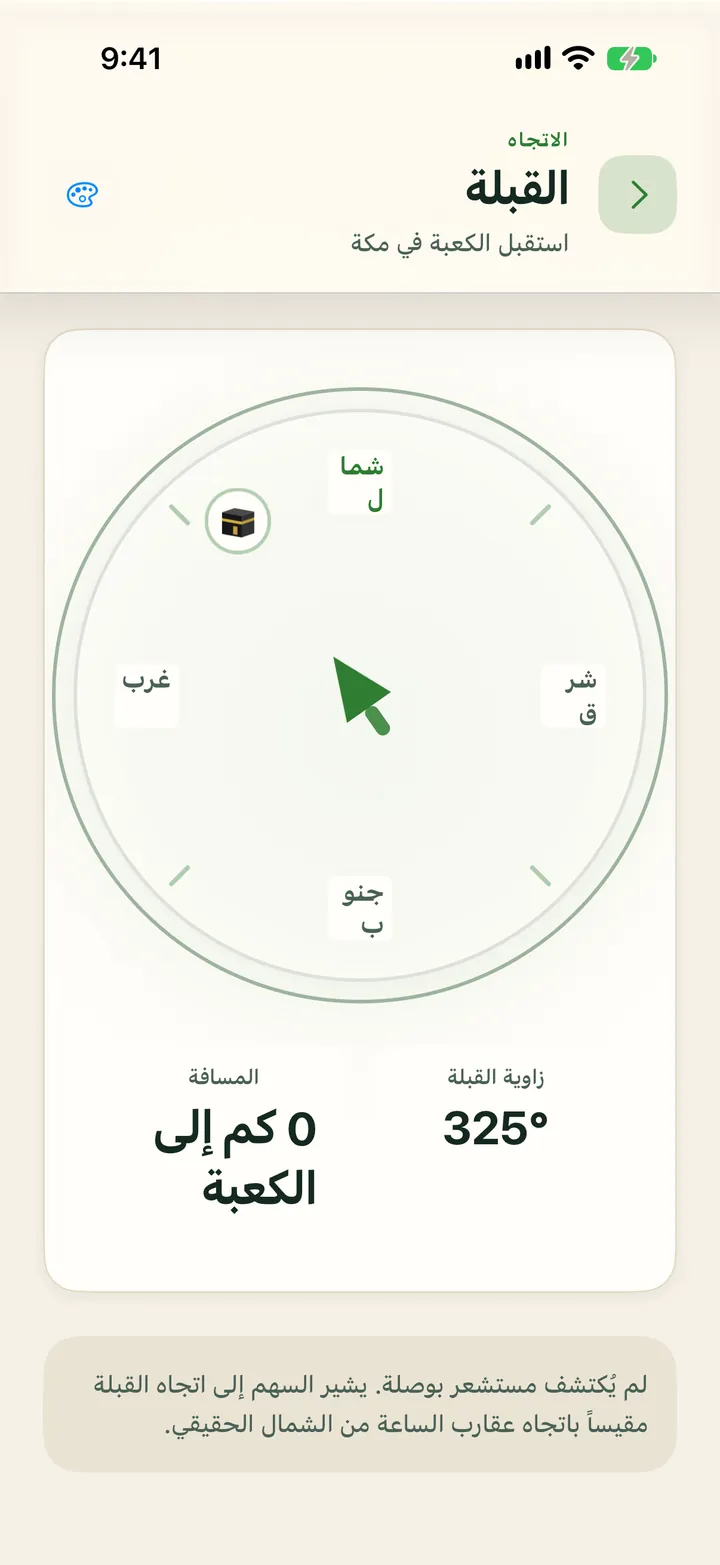 9:41
الاتجاه
القبلة
استقبل الكعبة في مكة
شما
ل
شر
ق
غرب
جنو
ب
زاوية القبلة
325°
المسافة
0 كم إلى
الكعبة
لم يُكتشف مستشعر بوصلة. يشير السهم إلى اتجاه القبلة
مقيساً باتجاه عقارب الساعة من الشمال الحقيقي.